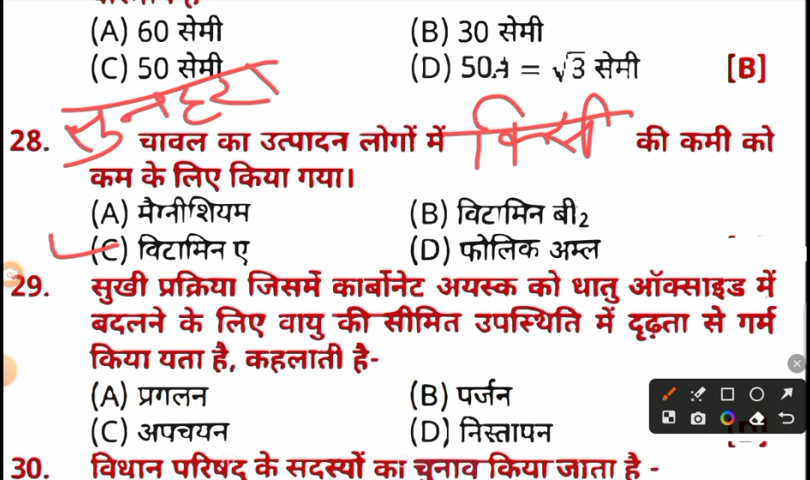 (A) 60 सेमी (B) 30 सेमी
(C) 50 सेमी (D) 50.4 = √3 सेमी [B]
28. सुनहरा चावल का उत्पादन लोगों में किसी की कमी को
कम के लिए किया गया।
(A) मैग्नीशियम (B) विटामिन बी₂
(C) विटामिन ए (D) फोलिक अम्ल
29. सुखी प्रक्रिया जिसमें कार्बोनेट अयस्क को धातु ऑक्साइड में
बदलने के लिए वायु की सीमित उपस्थिति में दृढ़ता से गर्म
किया यता है, कहलाती है-
(A) प्रगलन (B) पर्जन
(C) अपचयन (D) निस्तापन
30. विधान परिषद् के सदस्यों का चुनाव किया जाता है -